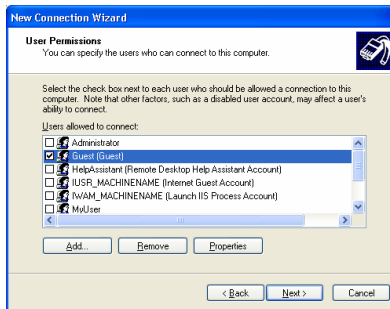 New Connection Wizard
User Permissions
You can specify the users who can connect to this computer.
Select the check box next to each user who should be allowed a connection to this
computer. Note that other factors, such as a disabled user account, may affect a user's
ability to connect.
Users allowed to connect:
Administrator
Guest (Guest)
HelpAssistant (Remote Desktop Help Assistant Account)
IUSR_MACHINENAME (Internet Guest Account)
IWAM_MACHINENAME (Launch IIS Process Account)
MyUser
Add... Remove Properties
< Back Next > Cancel